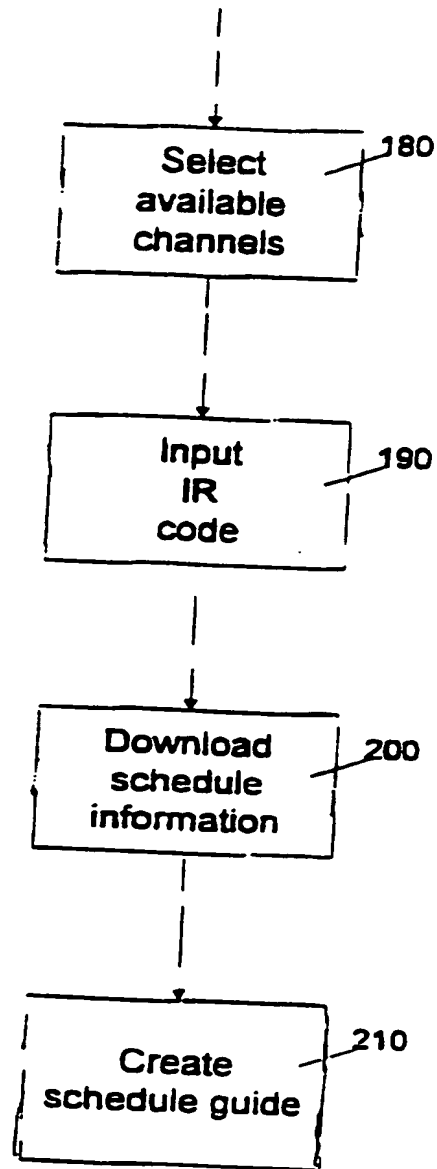 Select
available
channels
180
Input
IR
code
190
Download
schedule
information
200
Create
schedule guide
210